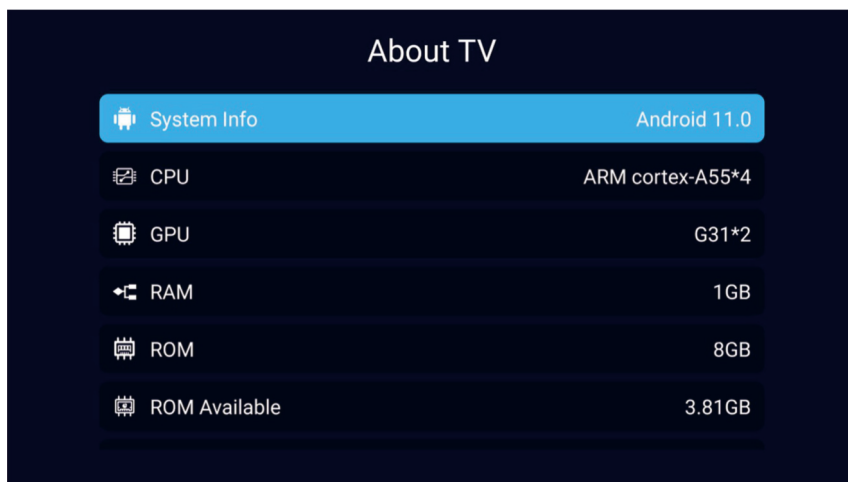 About TV
System Info Android 11.0
CPU ARM cortex-A55*4
GPU G31*2
RAM 1GB
ROM 8GB
ROM Available 3.81GB